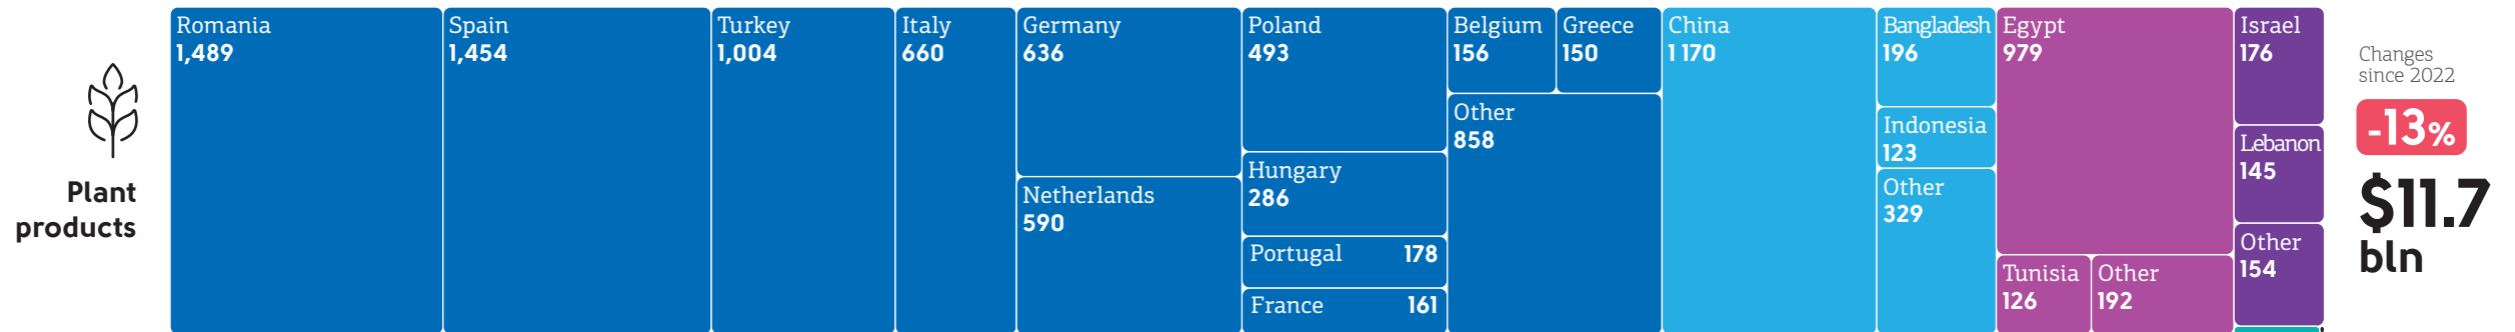 Plant
products
Romania
1,489
Spain
1,454
Turkey
1,004
Italy
660
Germany
636
Netherlands
590
Poland
493
Hungary
286
Portugal 178
France 161
Belgium
156
Greece
150
Other
858
China
1 170
Bangladesh
196
Indonesia
123
Other
329
Egypt
979
Tunisia
126
Other
192
Israel
176
Lebanon
145
Other
154
Changes
since 2022
-13%
$11.7
bln